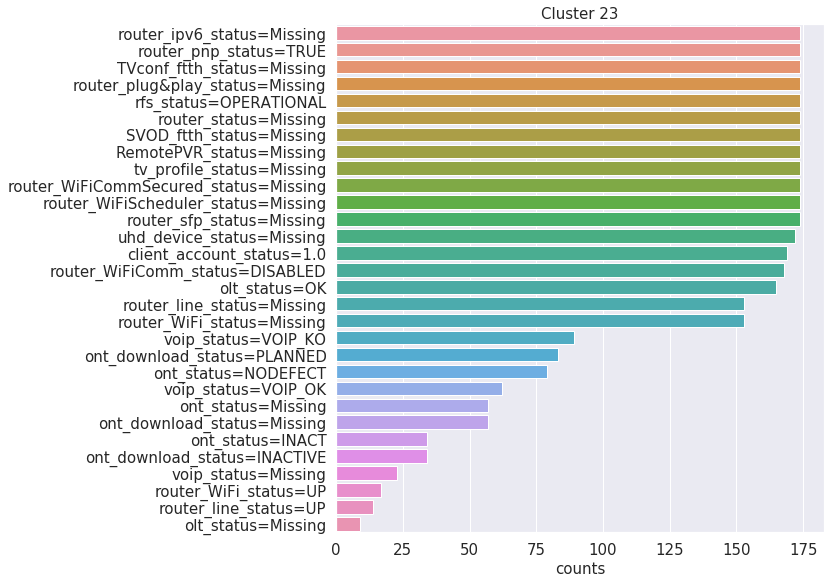 Cluster 23
router_ipv6_status=Missing
router_pnp_status=TRUE
TVconf_ftth_status=Missing
router_plug&play_status=Missing
rfs_status=OPERATIONAL
router_status=Missing
SVOD_ftth_status=Missing
RemotePVR_status=Missing
tv_profile_status=Missing
router_WiFiCommSecured_status=Missing
router_WiFiScheduler_status=Missing
router_sfp_status=Missing
uhd_device_status=Missing
client_account_status=1.0
router_WiFiComm_status=DISABLED
olt_status=OK
router_line_status=Missing
router_WiFi_status=Missing
voip_status=VOIP_KO
ont_download_status=PLANNED
ont_status=NODEFECT
voip_status=VOIP_OK
ont_status=Missing
ont_download_status=Missing
ont_status=INACT
ont_download_status=INACTIVE
voip_status=Missing
router_WiFi_status=UP
router_line_status=UP
olt_status=Missing
0 25 50 75 100 125 150 175
counts